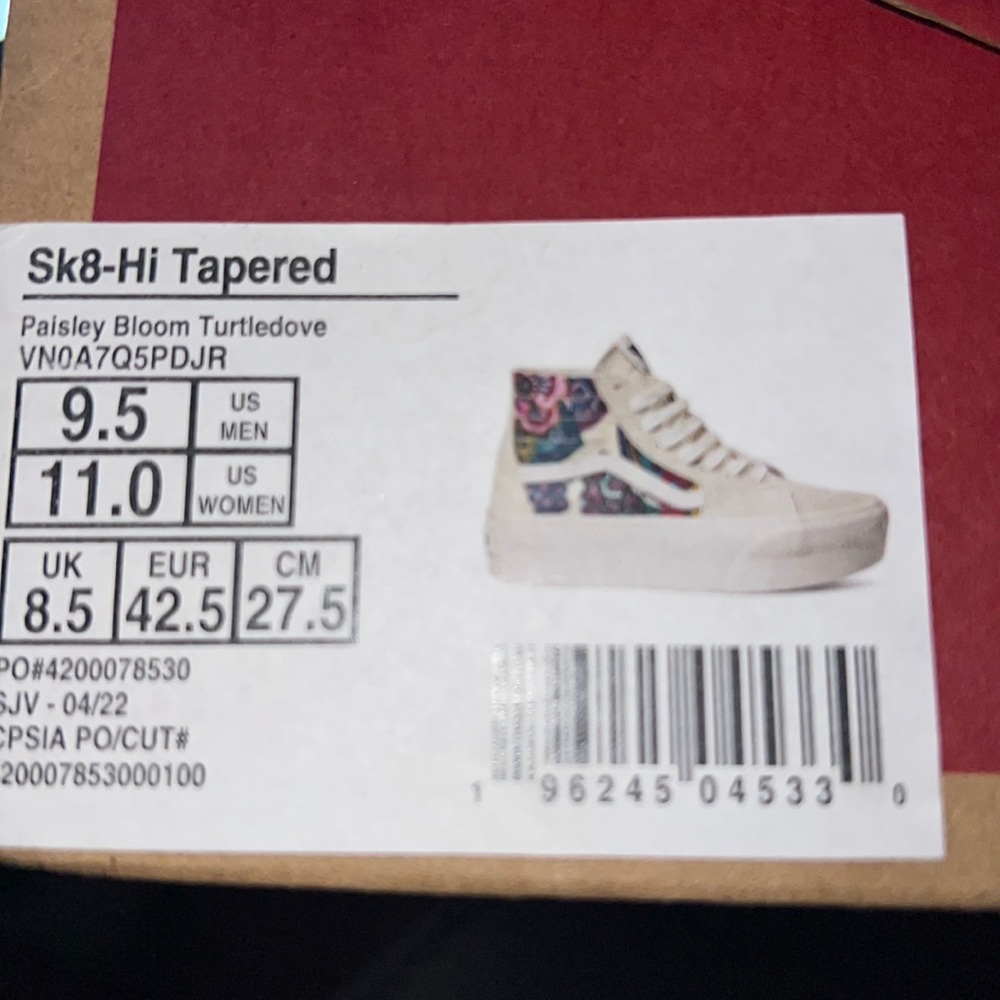 Sk8-Hi Tapered
Paisley Bloom Turtledove
VN0A7Q5PDJR
9.5 US MEN
11.0 US WOMEN
UK EUR CM
8.5 42.5 27.5
PO#4200078530
SJV - 04/22
CPSIA PO/CUT#
20007853000100
1 96245 04533 0